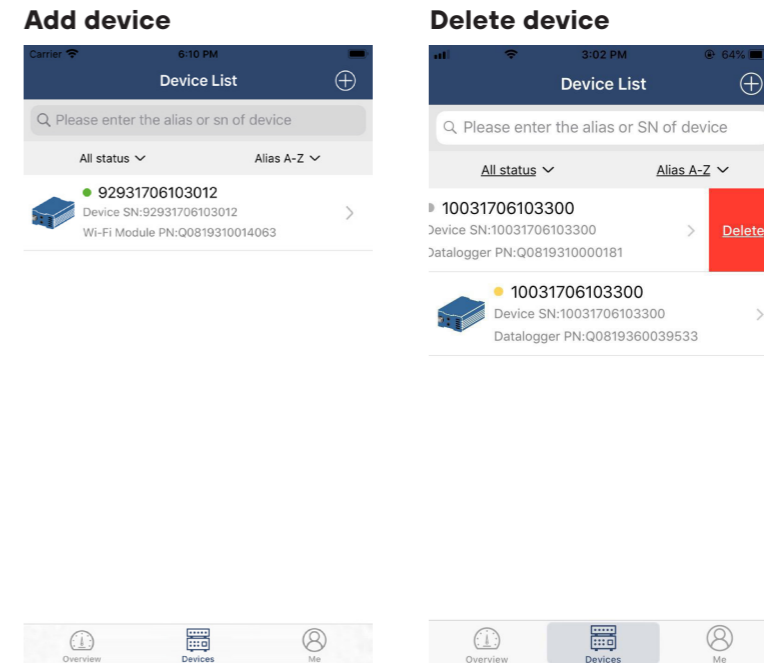 Add device
Carrier 6:10 PM
Device List
Please enter the alias or sn of device
All status Alias A-Z
92931706103012
Device SN:92931706103012
Wi-Fi Module PN:Q0819310014063
Overview Devices Me
Delete device
3:02 PM 64%
Device List
Please enter the alias or SN of device
All status Alias A-Z
10031706103300
Device SN:10031706103300
Datalogger PN:Q0819310000181
Delete
10031706103300
Device SN:10031706103300
Datalogger PN:Q0819360039533
Overview Devices Me